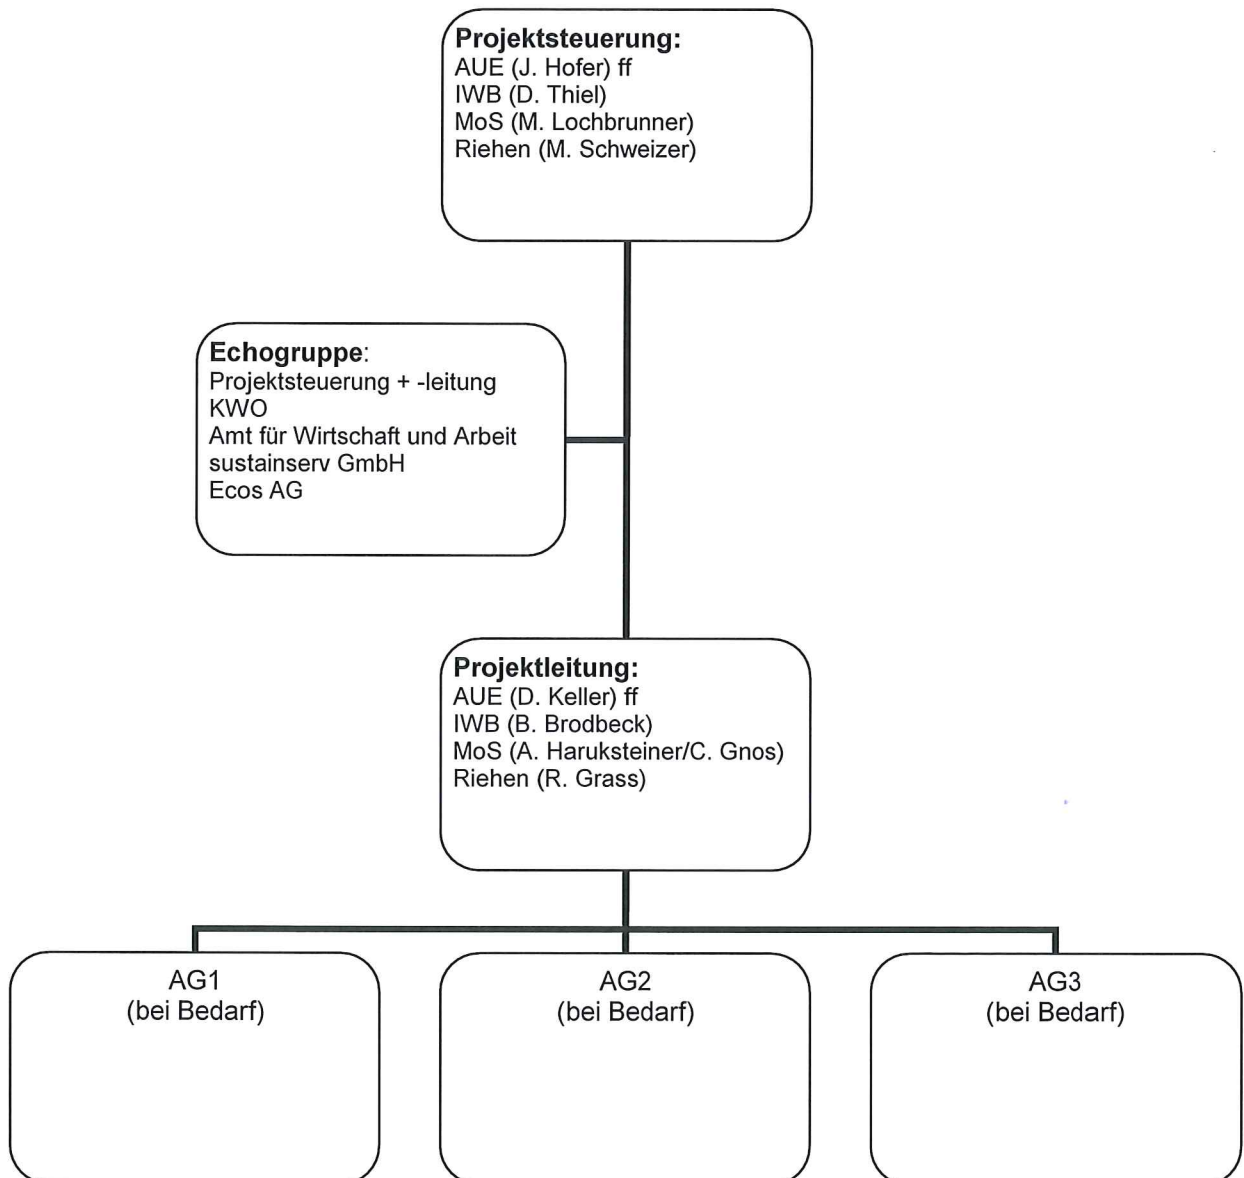 Projektsteuerung:
AUE (J. Hofer) ff
IWB (D. Thiel)
MoS (M. Lochbrunner)
Riehen (M. Schweizer)
Echogruppe:
Projektsteuerung + -leitung
KWO
Amt für Wirtschaft und Arbeit
sustainserv GmbH
Ecos AG
Projektleitung:
AUE (D. Keller) ff
IWB (B. Brodbeck)
MoS (A. Haruksteiner/C. Gnos)
Riehen (R. Grass)
AG1
(bei Bedarf)
AG2
(bei Bedarf)
AG3
(bei Bedarf)